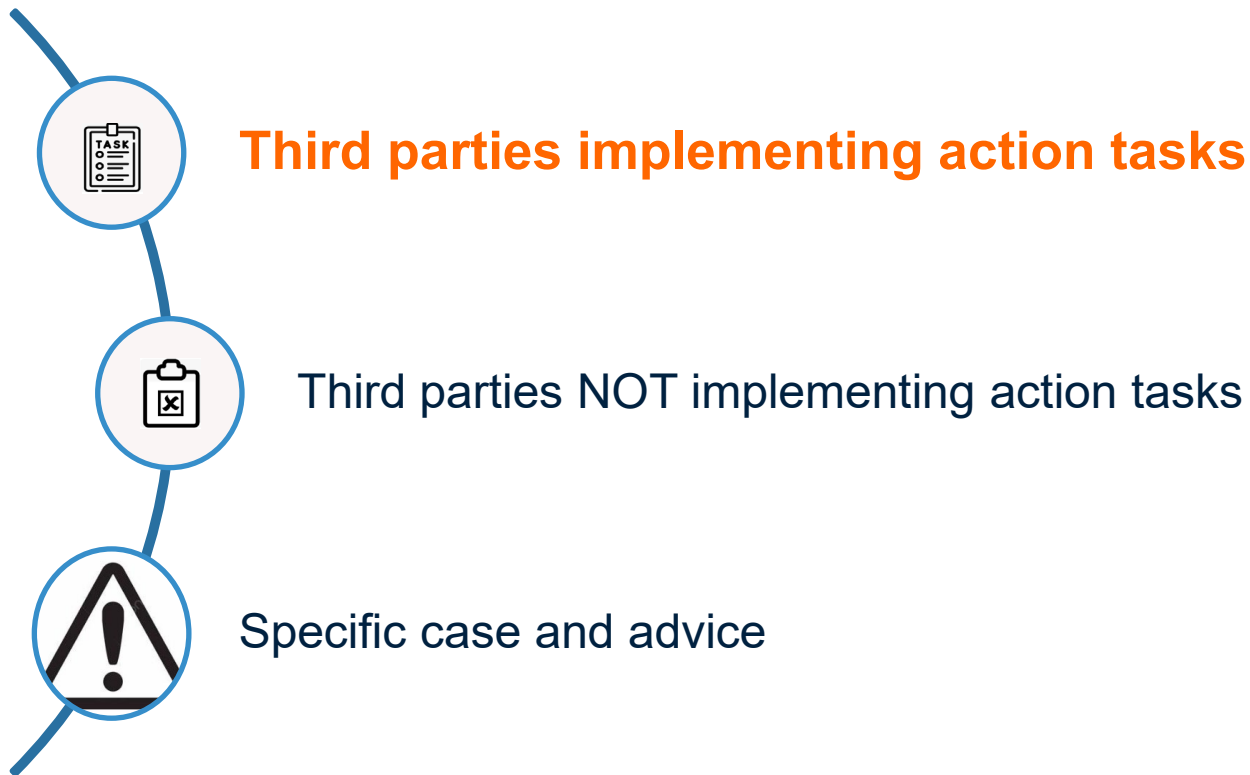 TASK
Third parties implementing action tasks
Third parties NOT implementing action tasks
Specific case and advice